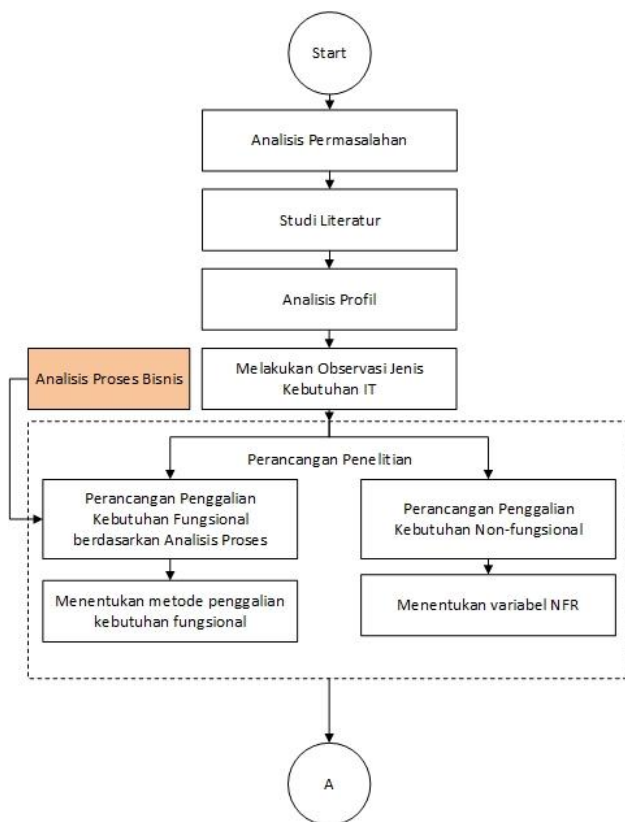 Start
Analisis Permasalahan
Studi Literatur
Analisis Profil
Analisis Proses Bisnis
Melakukan Observasi Jenis
Kebutuhan IT
Perancangan Penelitian
Perancangan Penggalian
Kebutuhan Fungsional
berdasarkan Analisis Proses
Perancangan Penggalian
Kebutuhan Non-fungsional
Menentukan metode penggalian
kebutuhan fungsional
Menentukan variabel NFR
A